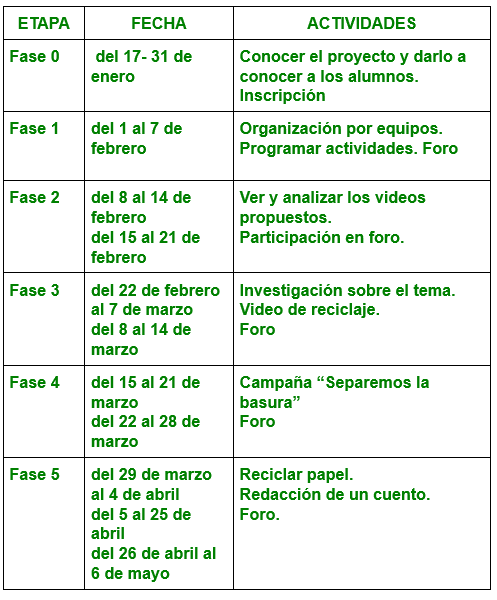 ETAPA FECHA ACTIVIDADES
Fase 0
del 17- 31 de
enero
Conocer el proyecto y darlo a
conocer a los alumnos.
Inscripción
Fase 1
del 1 al 7 de
febrero
Organización por equipos.
Programar actividades. Foro
Fase 2
del 8 al 14 de
febrero
del 15 al 21 de
febrero
Ver y analizar los videos
propuestos.
Participación en foro.
Fase 3
del 22 de febrero
al 7 de marzo
del 8 al 14 de
marzo
Investigación sobre el tema.
Video de reciclaje.
Foro
Fase 4
del 15 al 21 de
marzo
del 22 al 28 de
marzo
Campaña “Separemos la
basura”
Foro
Fase 5
del 29 de marzo
al 4 de abril
del 5 al 25 de
abril
del 26 de abril al
6 de mayo
Reciclar papel.
Redacción de un cuento.
Foro.